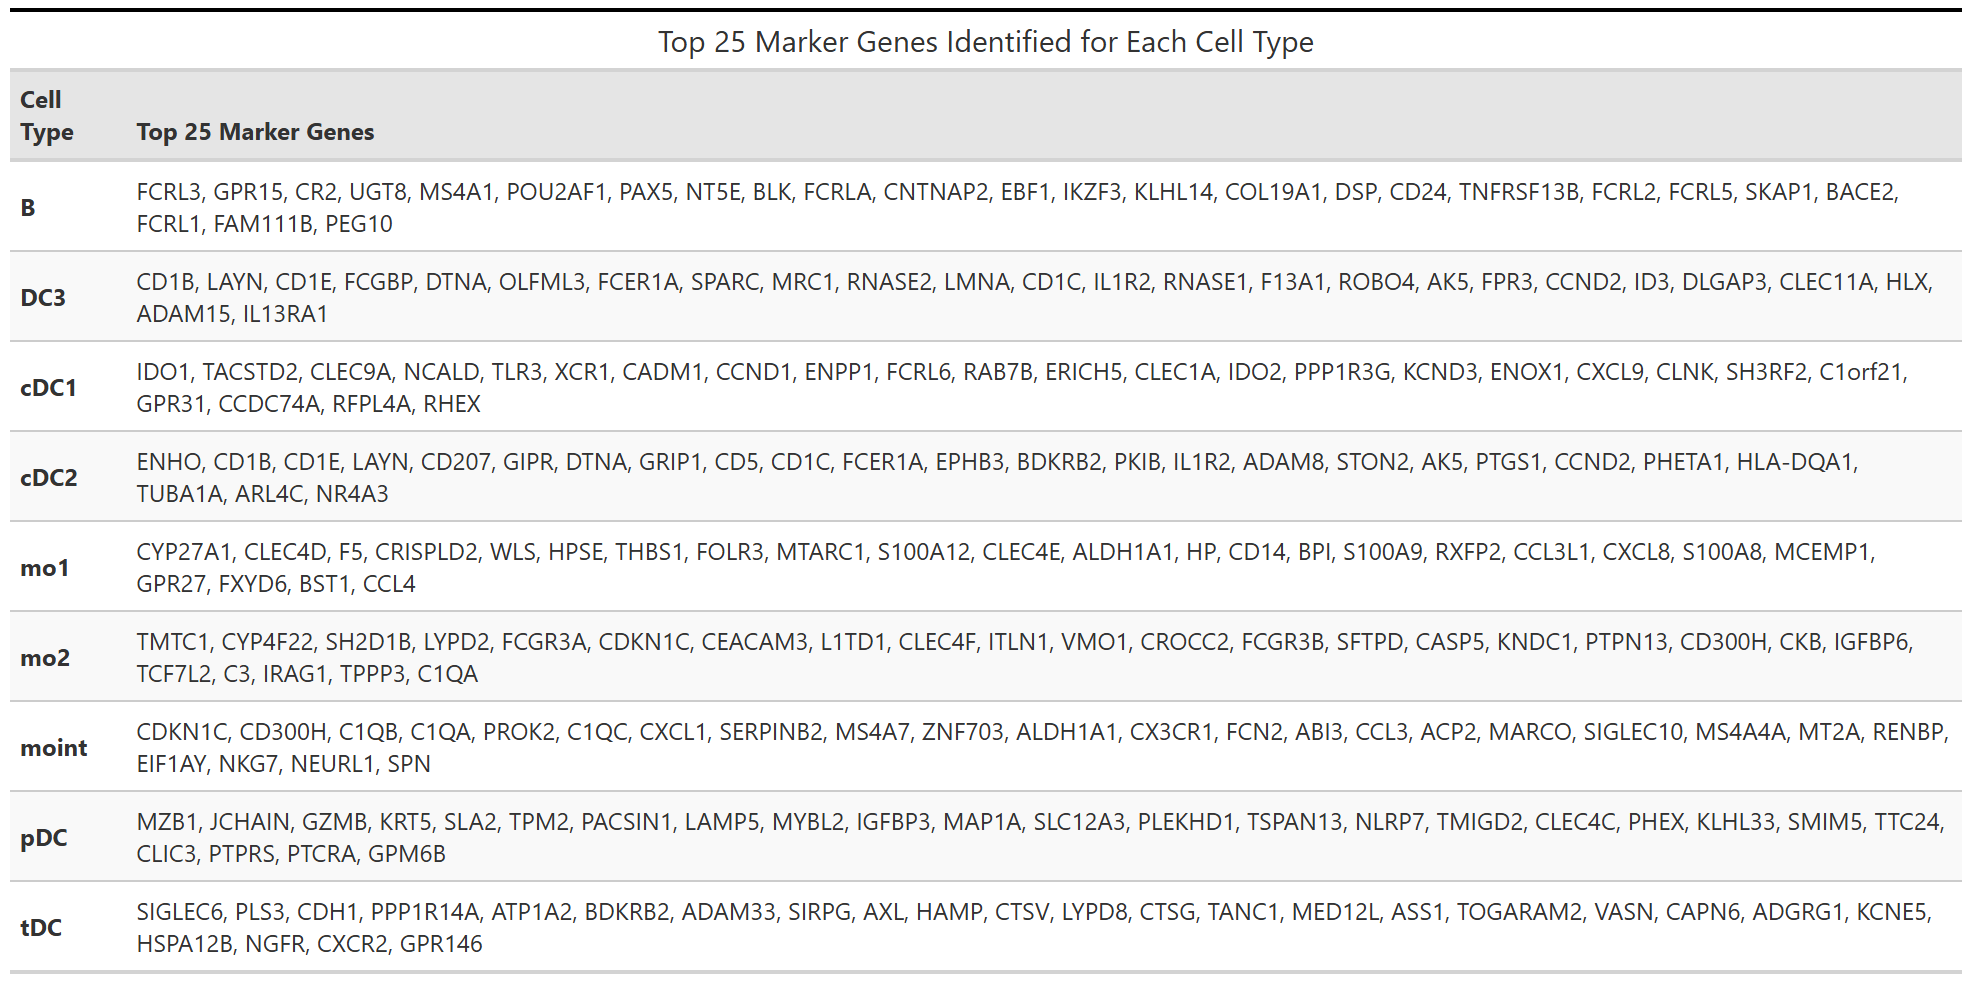 Top 25 Marker Genes Identified for Each Cell Type
Cell
Type
Top 25 Marker Genes
B
FCRL3, GPR15, CR2, UGT8, MS4A1, POU2AF1, PAX5, NT5E, BLK, FCRLA, CNTNAP2, EBF1, IKZF3, KLHL14, COL19A1, DSP, CD24, TNFRSF13B, FCRL2, FCRL5, SKAP1, BACE2,
FCRL1, FAM111B, PEG10
DC3
CD1B, LAYN, CD1E, FCGBP, DTNA, OLFML3, FCER1A, SPARC, MRC1, RNASE2, LMNA, CD1C, IL1R2, RNASE1, F13A1, ROBO4, AK5, FPR3, CCND2, ID3, DLGAP3, CLEC11A, HLX,
ADAM15, IL13RA1
cDC1
IDO1, TACSTD2, CLEC9A, NCALD, TLR3, XCR1, CADM1, CCND1, ENPP1, FCRL6, RAB7B, ERICH5, CLEC1A, IDO2, PPP1R3G, KCND3, ENOX1, CXCL9, CLNK, SH3RF2, C1orf21,
GPR31, CCDC74A, RFPL4A, RHEX
cDC2
ENHO, CD1B, CD1E, LAYN, CD207, GIPR, DTNA, GRIP1, CD5, CD1C, FCER1A, EPHB3, BDKRB2, PKIB, IL1R2, ADAM8, STON2, AK5, PTGS1, CCND2, PHETA1, HLA-DQA1,
TUBA1A, ARL4C, NR4A3
mo1
CYP27A1, CLEC4D, F5, CRISPLD2, WLS, HPSE, THBS1, FOLR3, MTARC1, S100A12, CLEC4E, ALDH1A1, HP, CD14, BPI, S100A9, RXFP2, CCL3L1, CXCL8, S100A8, MCEMP1,
GPR27, FXYD6, BST1, CCL4
mo2
TMTC1, CYP4F22, SH2D1B, LYPD2, FCGR3A, CDKN1C, CEACAM3, L1TD1, CLEC4F, ITLN1, VMO1, CROCC2, FCGR3B, SFTPD, CASP5, KNDC1, PTPN13, CD300H, CKB, IGFBP6,
TCF7L2, C3, IRAG1, TPPP3, C1QA
moint
CDKN1C, CD300H, C1QB, C1QA, PROK2, C1QC, CXCL1, SERPINB2, MS4A7, ZNF703, ALDH1A1, CX3CR1, FCN2, ABI3, CCL3, ACP2, MARCO, SIGLEC10, MS4A4A, MT2A, RENBP,
EIF1AY, NKG7, NEURL1, SPN
pDC
MZB1, JCHAIN, GZMB, KRT5, SLA2, TPM2, PACSIN1, LAMP5, MYBL2, IGFBP3, MAP1A, SLC12A3, PLEKHD1, TSPAN13, NLRP7, TMIGD2, CLEC4C, PHEX, KLHL33, SMIM5, TTC24,
CLIC3, PTPRS, PTCRA, GPM6B
tDC
SIGLEC6, PLS3, CDH1, PPP1R14A, ATP1A2, BDKRB2, ADAM33, SIRPG, AXL, HAMP, CTSV, LYPD8, CTSG, TANC1, MED12L, ASS1, TOGARAM2, VASN, CAPN6, ADGRG1, KCNE5,
HSPA12B, NGFR, CXCR2, GPR146